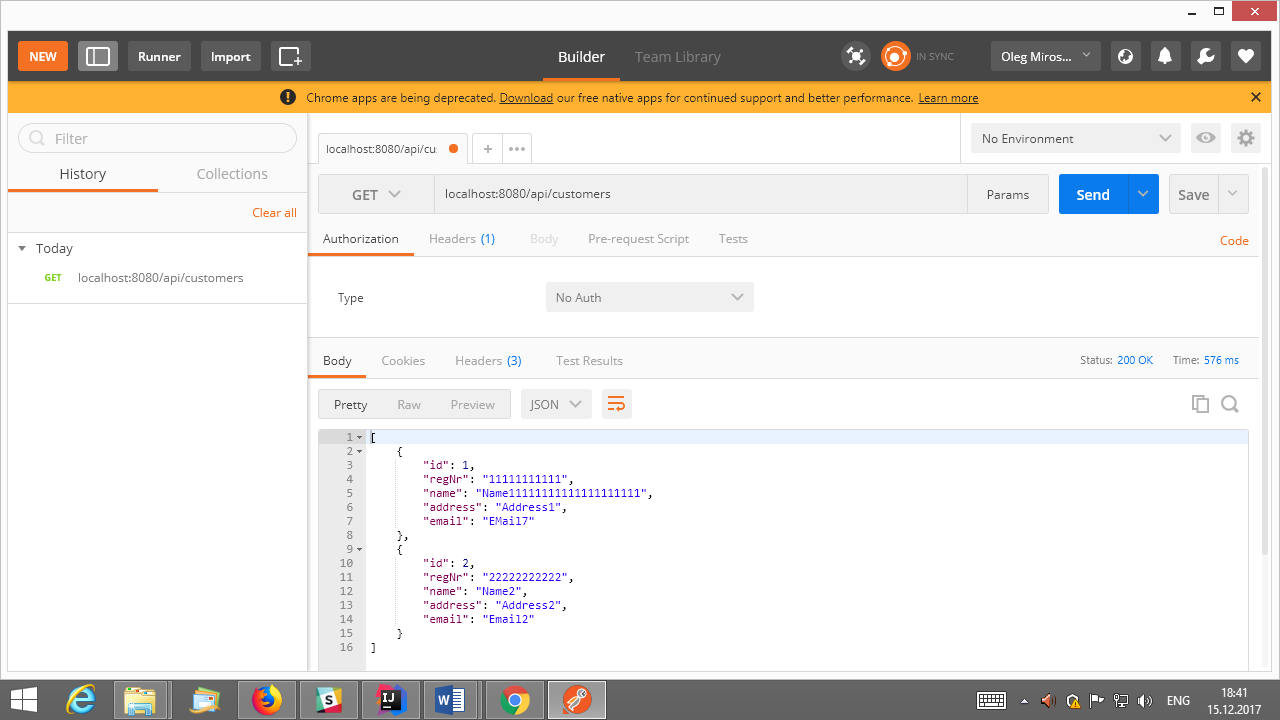 NEW Runner Import Builder Team Library IN SYNC Oleg Miros...
Chrome apps are being deprecated. Download our free native apps for continued support and better performance. Learn more
Filter
localhost:8080/api/cu:
No Environment
History Collections
GET localhost:8080/api/customers Params Send Save
Clear all
Authorization Headers (1) Body Pre-request Script Tests Code
Today
GET localhost:8080/api/customers
Type No Auth
Body Cookies Headers (3) Test Results Status: 200 OK Time: 576 ms
Pretty Raw Preview JSON
1 [
2 {
3 "id": 1,
4 "regNr": "11111111111",
5 "name": "Name11111111111111111111",
6 "address": "Address1",
7 "email": "EMail7"
8 },
9 {
10 "id": 2,
11 "regNr": "22222222222",
12 "name": "Name2",
13 "address": "Address2",
14 "email": "Email2"
15 }
16 ]
ENG 18:41
15.12.2017